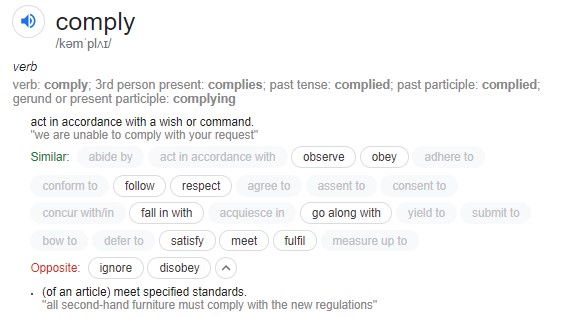 comply
/kəmˈplʌɪ/
verb
verb: comply; 3rd person present: complies; past tense: complied; past participle: complied;
gerund or present participle: complying
act in accordance with a wish or command.
"we are unable to comply with your request"
Similar: abide by act in accordance with observe obey adhere to
conform to follow respect agree to assent to consent to
concur with/in fall in with acquiesce in go along with yield to submit to
bow to defer to satisfy meet fulfil measure up to
Opposite: ignore disobey
• (of an article) meet specified standards.
"all second-hand furniture must comply with the new regulations"